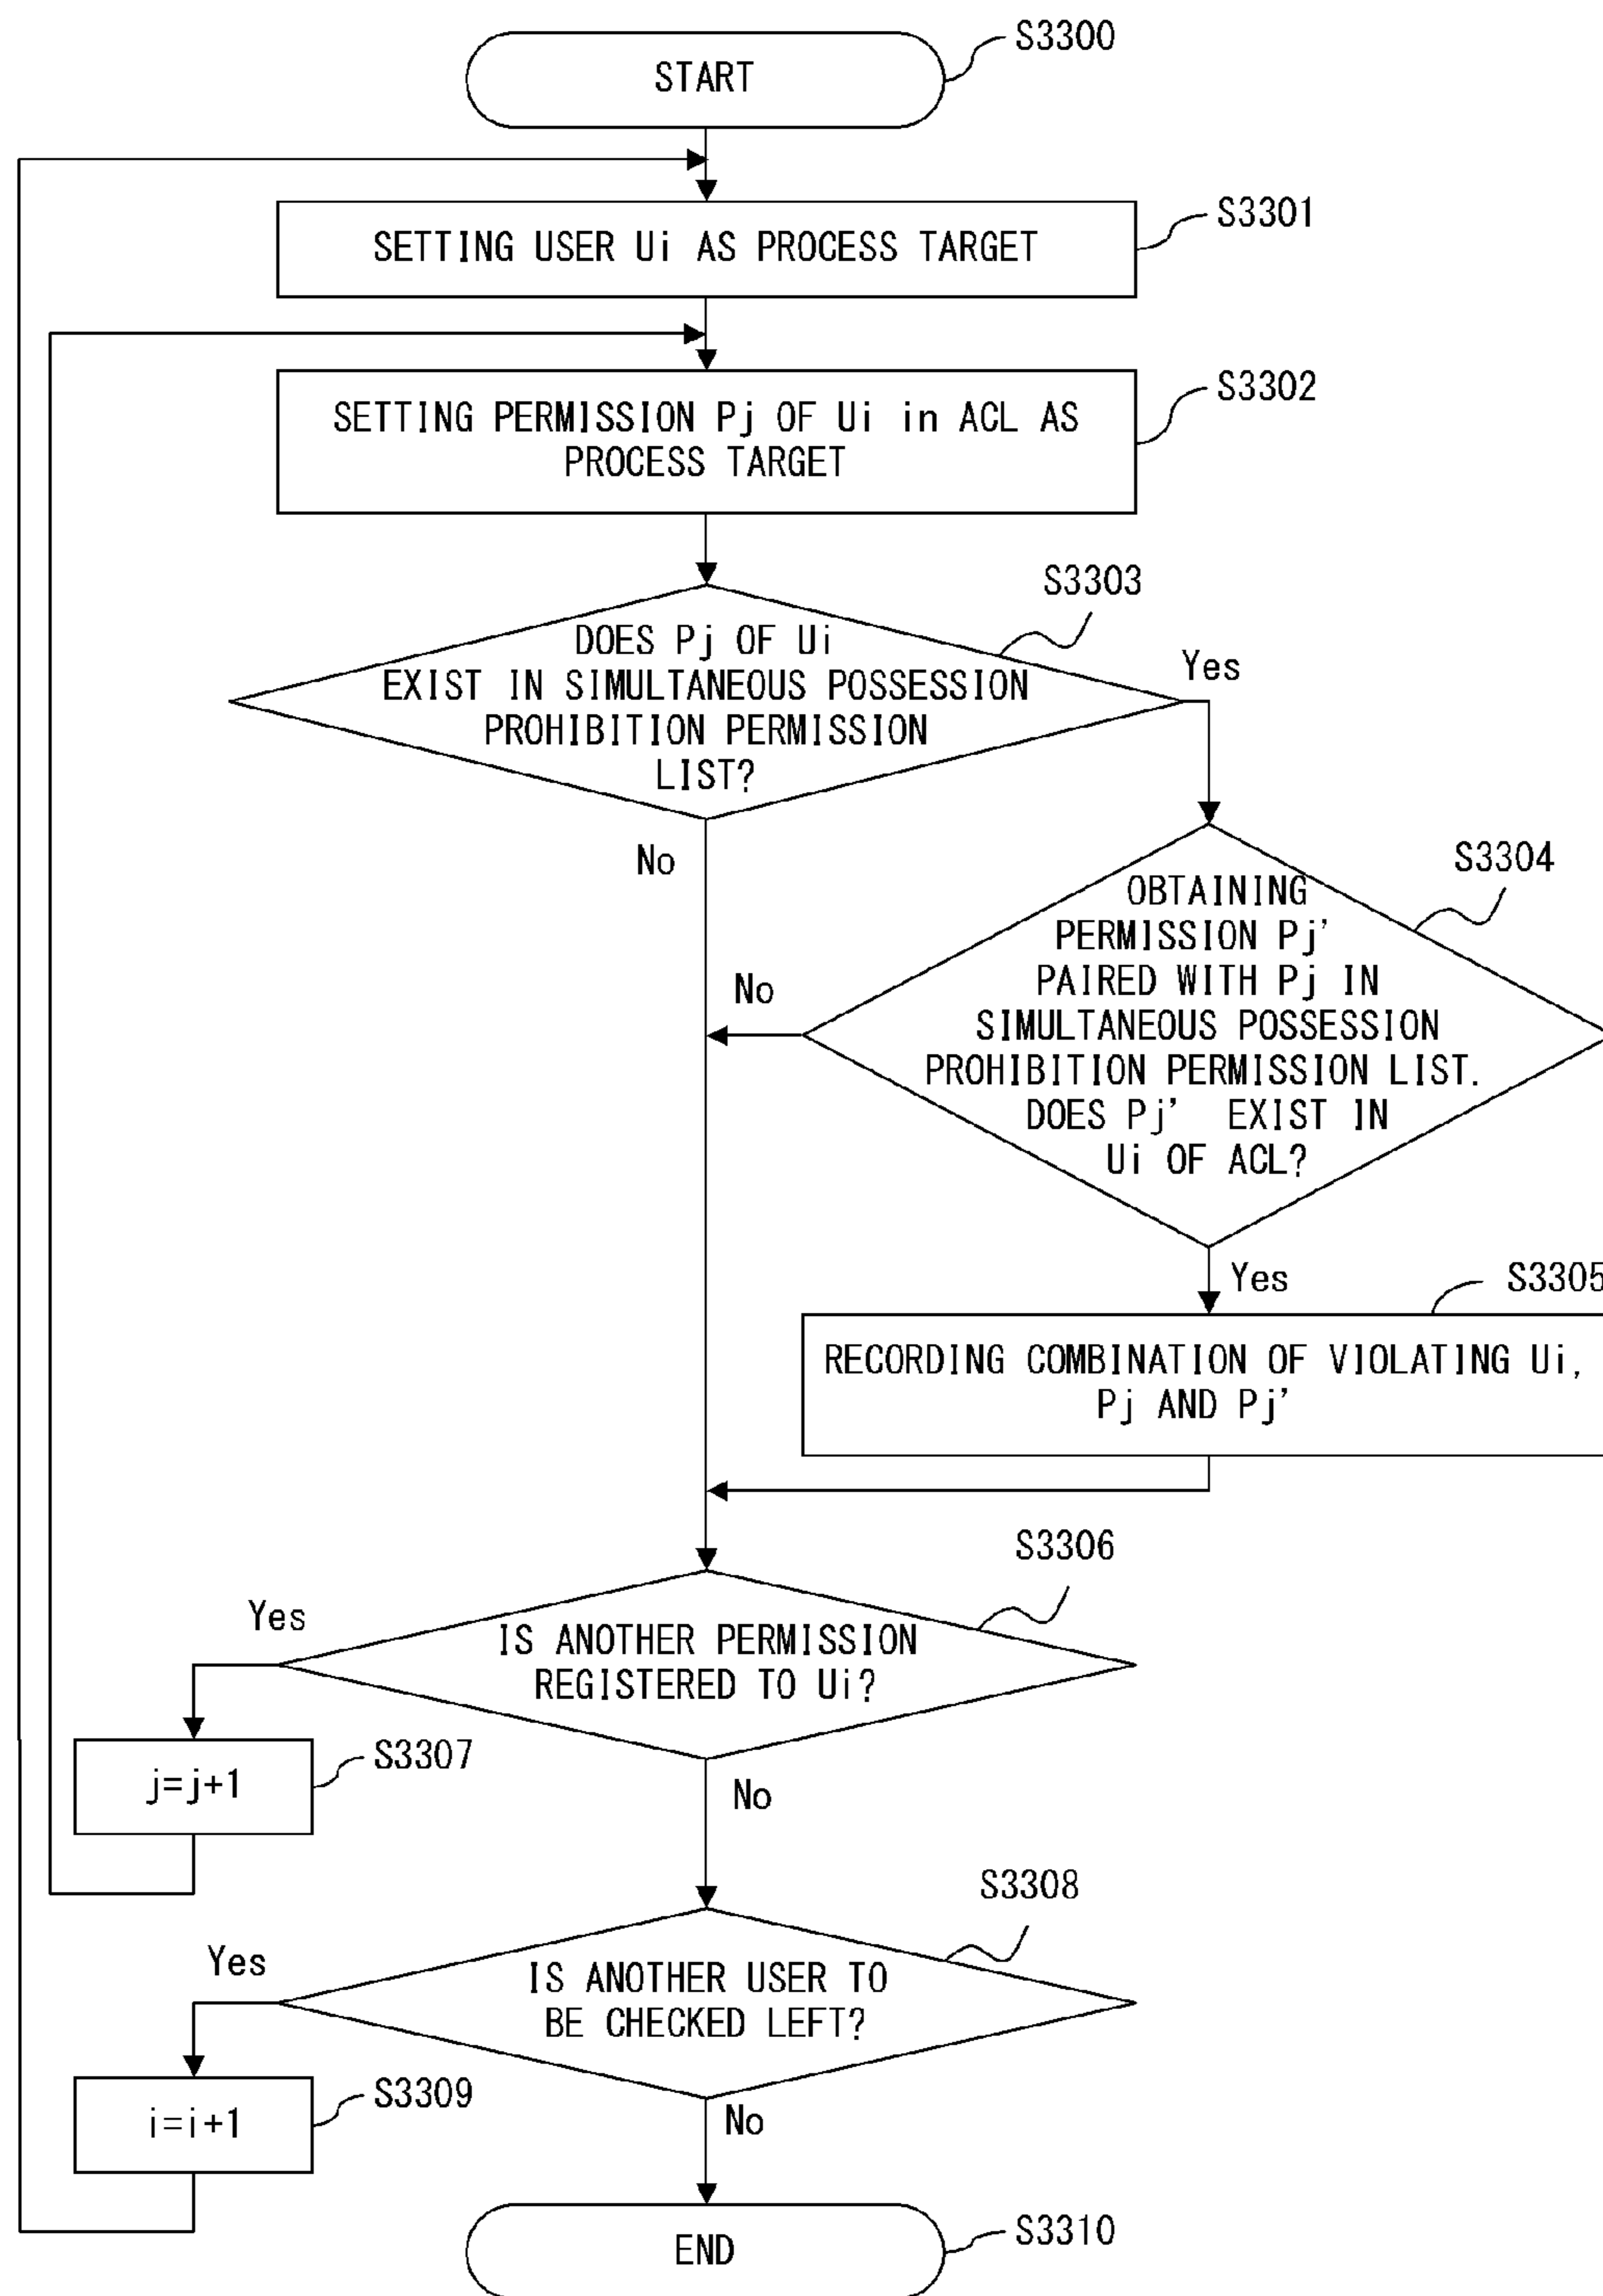 START
S3300
SETTING USER Ui AS PROCESS TARGET
S3301
SETTING PERMISSION Pj OF Ui in ACL AS
PROCESS TARGET
S3302
DOES Pj OF Ui
EXIST IN SIMULTANEOUS POSSESSION
PROHIBITION PERMISSION
LIST?
S3303
Yes
No
OBTAINING
PERMISSION Pj'
PAIRED WITH Pj IN
SIMULTANEOUS POSSESSION
PROHIBITION PERMISSION LIST.
DOES Pj' EXIST IN
Ui OF ACL?
S3304
No
Yes
RECORDING COMBINATION OF VIOLATING Ui,
Pj AND Pj'
S3305
IS ANOTHER PERMISSION
REGISTERED TO Ui?
S3306
Yes
j=j+1
S3307
No
IS ANOTHER USER TO
BE CHECKED LEFT?
S3308
Yes
i=i+1
S3309
No
END
S3310